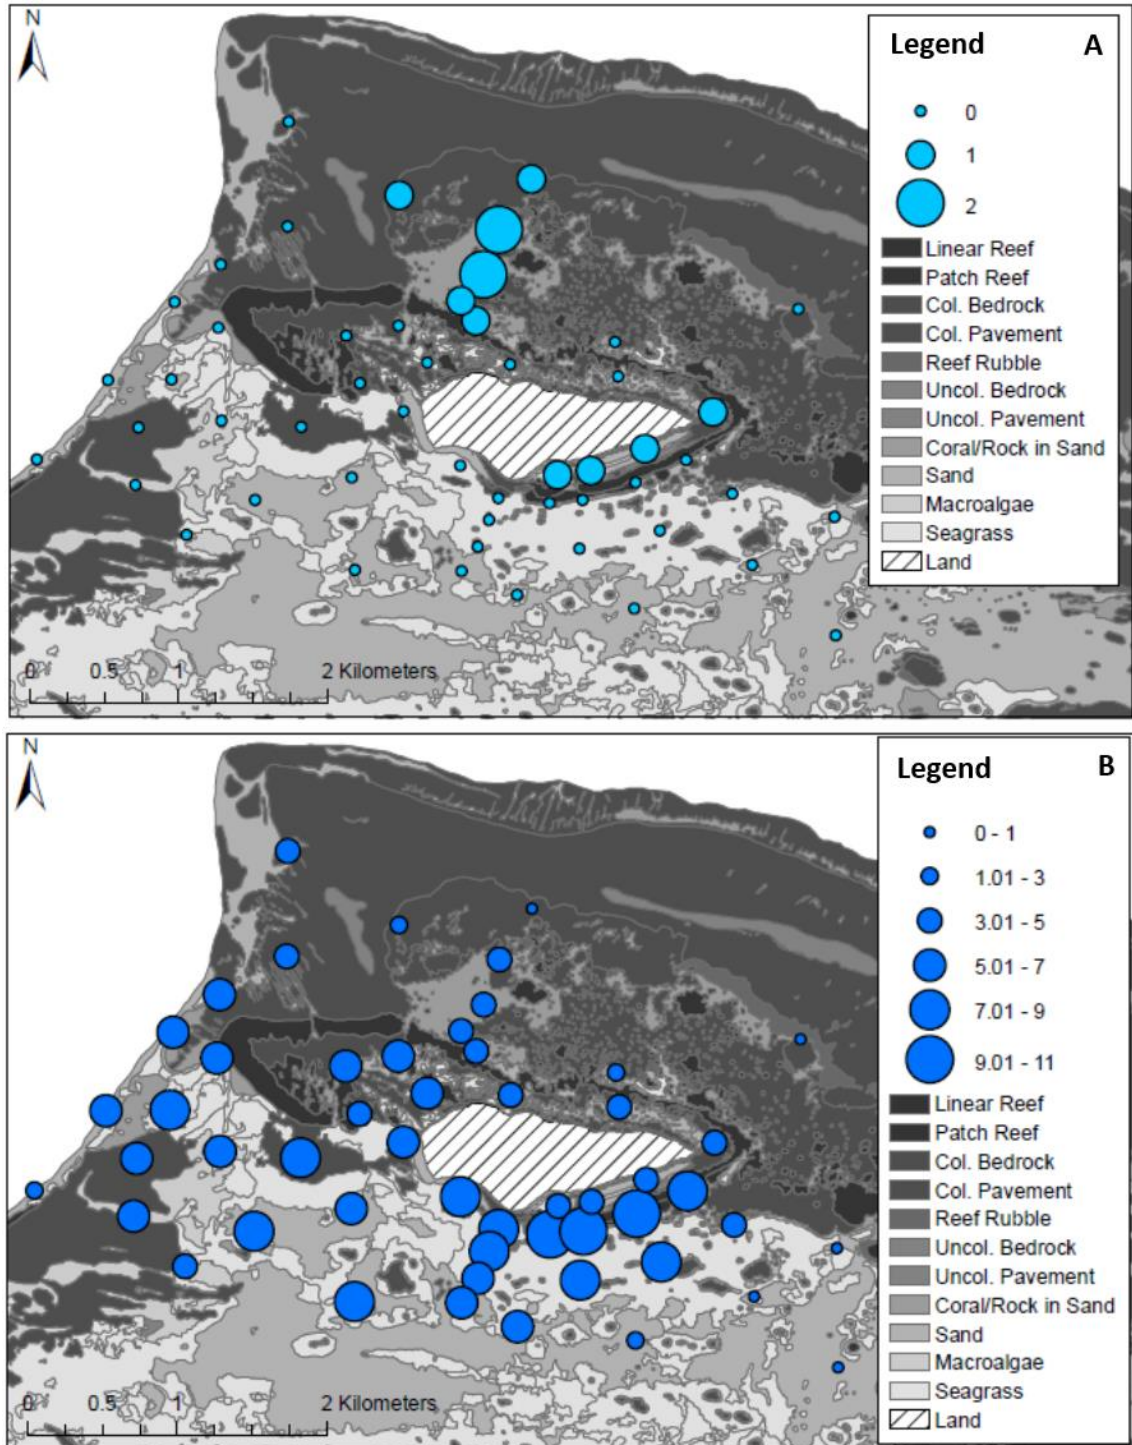 N
Legend A
0
1
2
Linear Reef
Patch Reef
Col. Bedrock
Col. Pavement
Reef Rubble
Uncol. Bedrock
Uncol. Pavement
Coral/Rock in Sand
Sand
Macroalgae
Seagrass
Land
0 0.5 1 2 Kilometers
N
Legend B
0 - 1
1.01 - 3
3.01 - 5
5.01 - 7
7.01 - 9
9.01 - 11
Linear Reef
Patch Reef
Col. Bedrock
Col. Pavement
Reef Rubble
Uncol. Bedrock
Uncol. Pavement
Coral/Rock in Sand
Sand
Macroalgae
Seagrass
Land
0 0.5 1 2 Kilometers